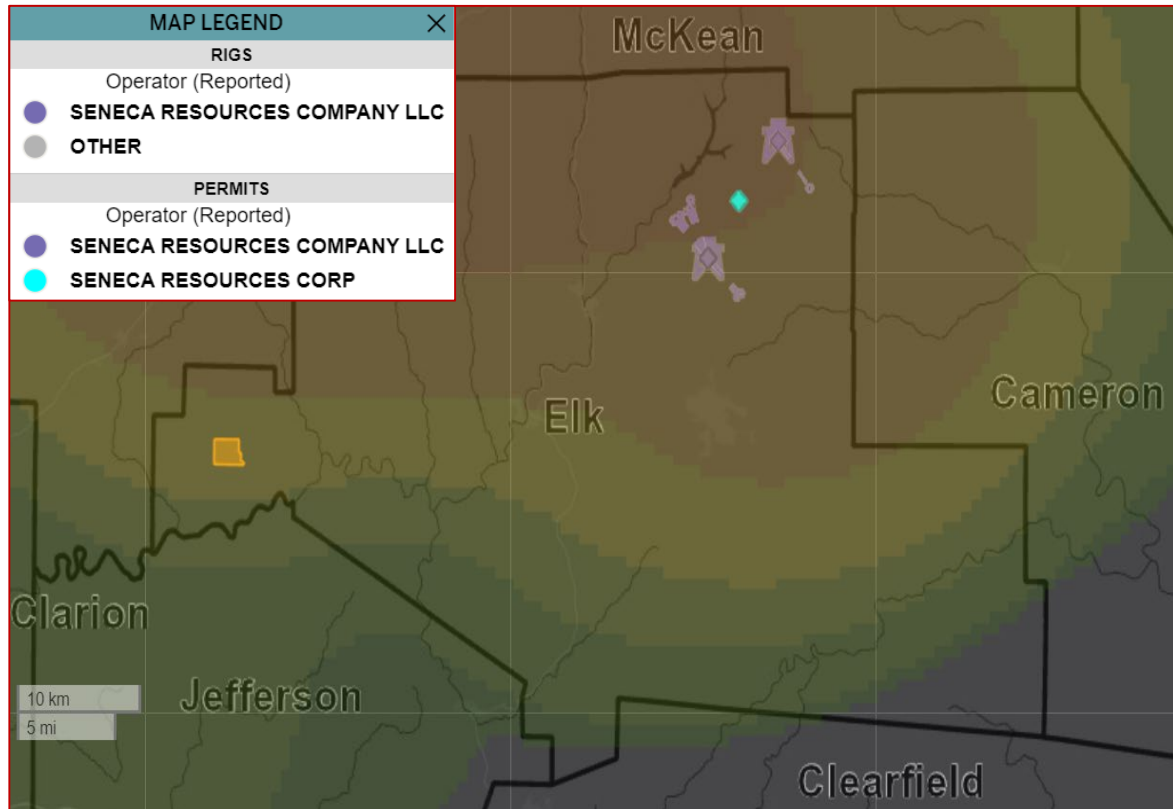 MAP LEGEND
RIGS
Operator (Reported)
SENECA RESOURCES COMPANY LLC
OTHER
PERMITS
Operator (Reported)
SENECA RESOURCES COMPANY LLC
SENECA RESOURCES CORP
McKean
Cameron
Elk
Clarion
Jefferson
10 km
5 mi
Clearfield